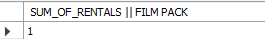 SUM_OF_RENTALS || FILM PACK
1